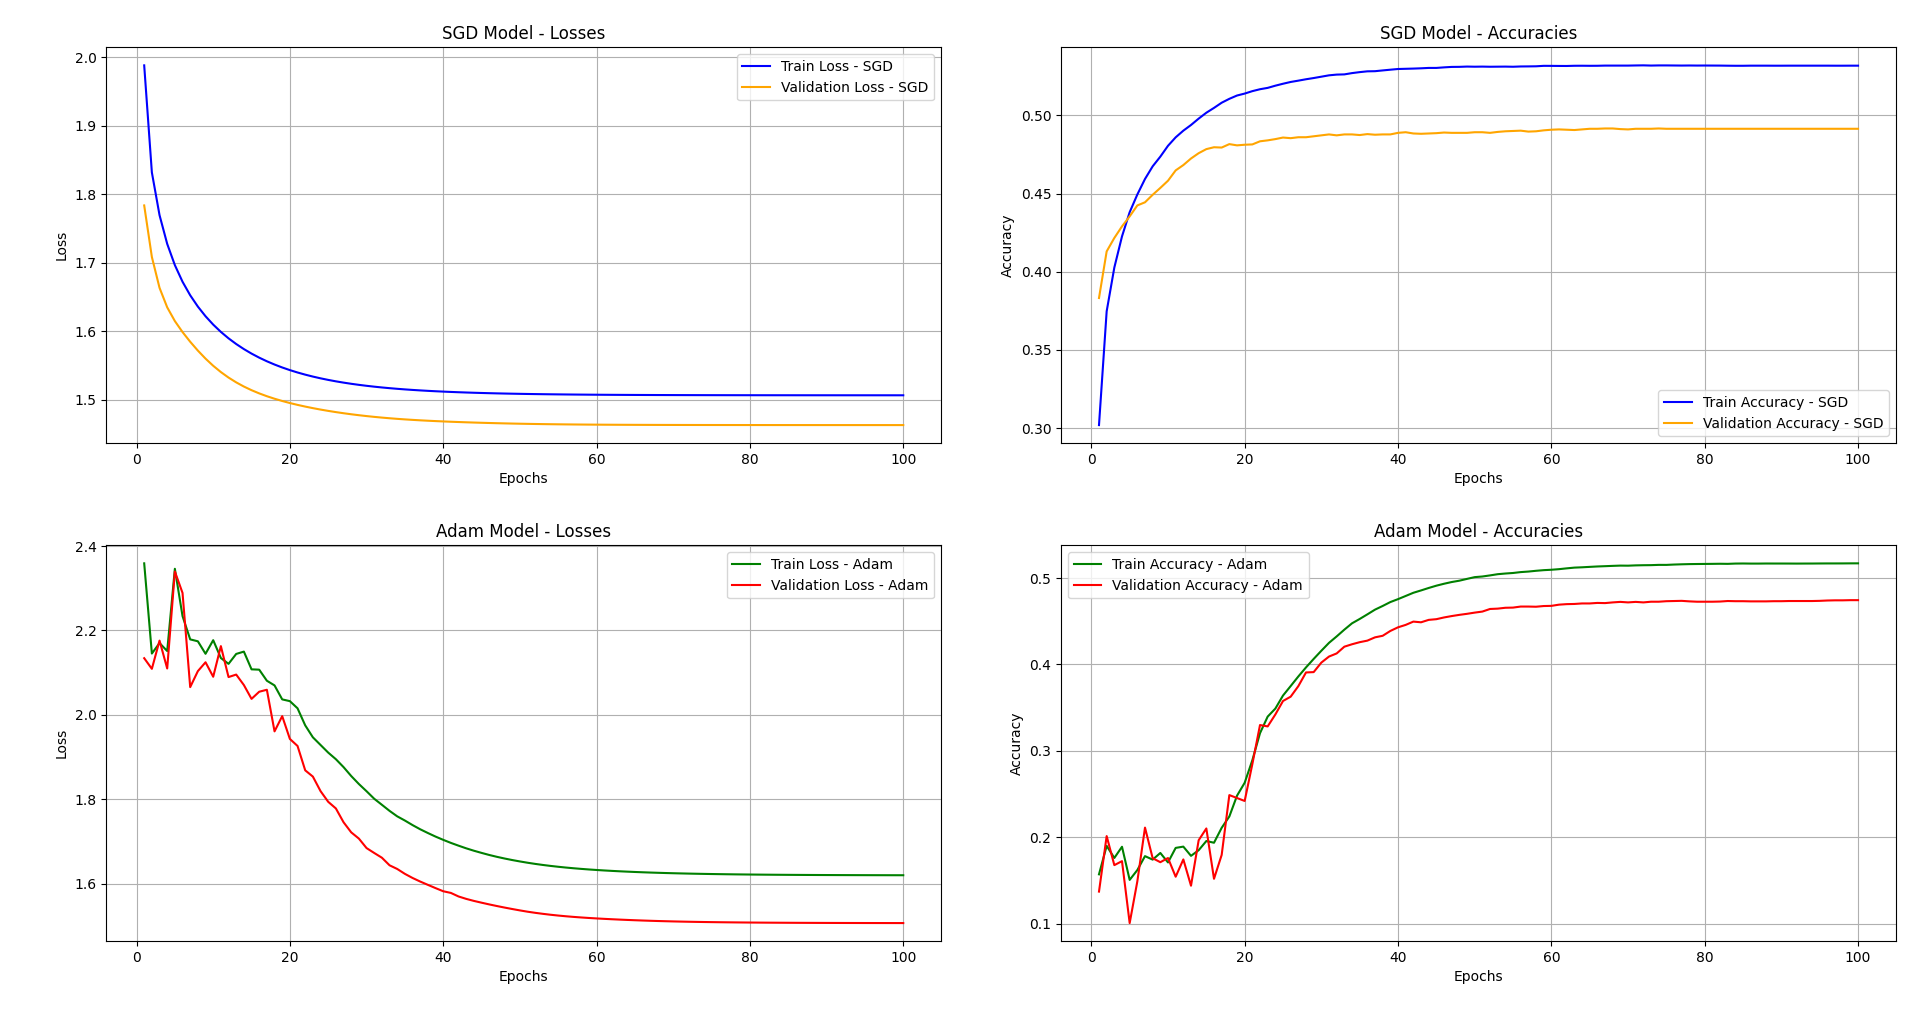 SGD Model - Losses
2.0
1.9
1.8
1.7
1.6
1.5
Loss
Train Loss - SGD
Validation Loss - SGD
0 20 40 60 80 100
Epochs
SGD Model - Accuracies
0.50
0.45
0.40
0.35
0.30
Accuracy
Train Accuracy - SGD
Validation Accuracy - SGD
0 20 40 60 80 100
Epochs
Adam Model - Losses
2.4
2.2
2.0
1.8
1.6
Loss
Train Loss - Adam
Validation Loss - Adam
0 20 40 60 80 100
Epochs
Adam Model - Accuracies
Train Accuracy - Adam
Validation Accuracy - Adam
0.5
0.4
0.3
0.2
0.1
Accuracy
0 20 40 60 80 100
Epochs